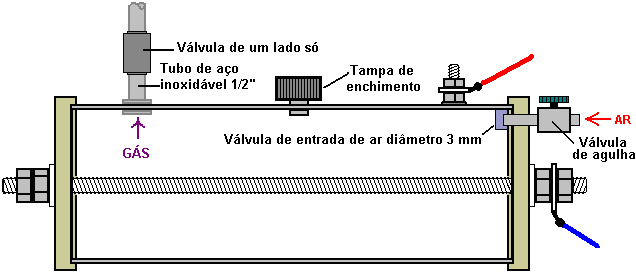 Válvula de um lado só
Tubo de aço
inoxidável 1/2"
Tampa de
enchimento
GÁS
Válvula de entrada de ar diâmetro 3 mm
AR
Válvula
de agulha